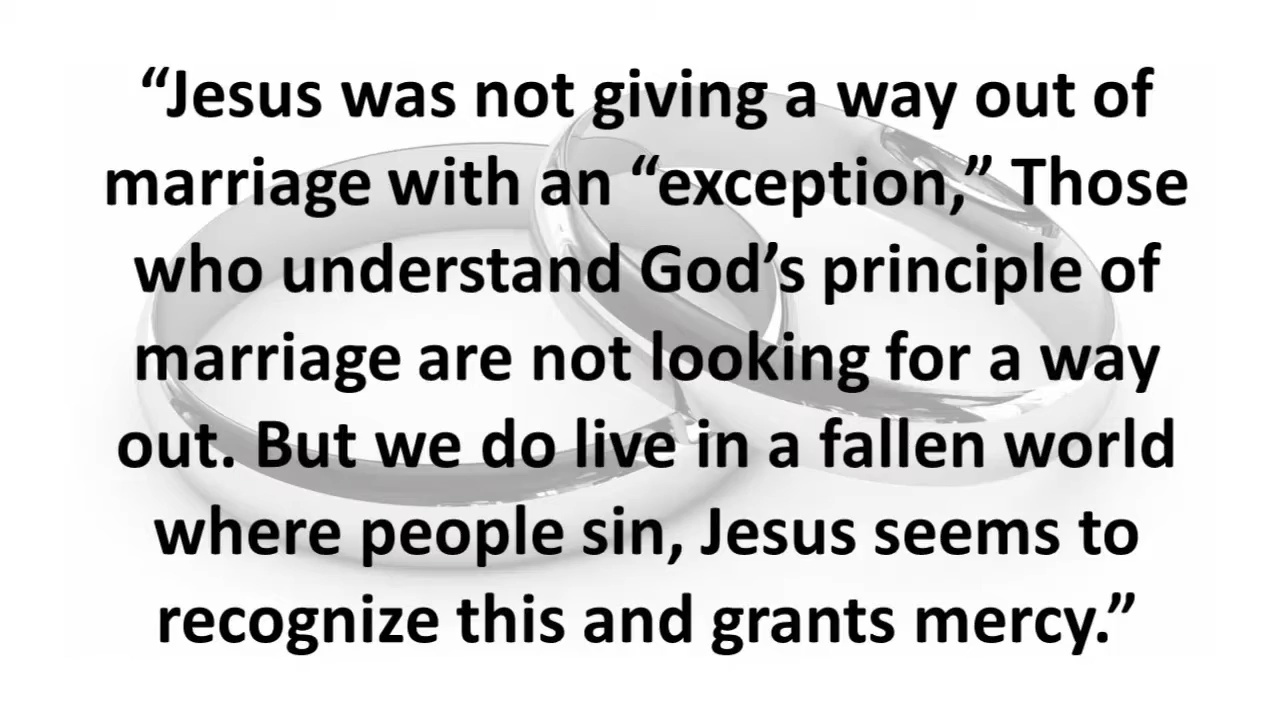 “Jesus was not giving a way out of
marriage with an “exception,” Those
who understand God’s principle of
marriage are not looking for a way
out. But we do live in a fallen world
where people sin, Jesus seems to
recognize this and grants mercy.”